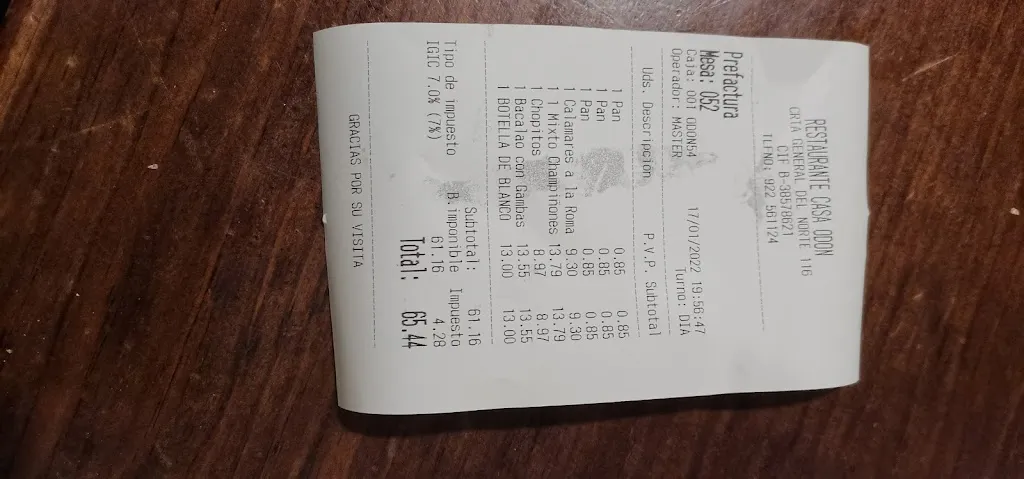 RESTAURANTE CASA ODON
CRTA GENERAL DEL NORTE 116
CIF B-38578621
TLFNO: 922 561124
Prefactura
Mesa: 052
Caja: 001 ODON54 17/01/2022 19:56:47
Operador: MASTER Turno: DIA
Uds. Descripción P.V.P. Subtotal
1 Pan 0.85 0.85
1 Pan 0.85 0.85
1 Pan 0.85 0.85
1 Calamares a la Roma 9.30 9.30
1 1 Mixto Champiñones 13.79 13.79
1 Chopitos 8.97 8.97
1 Bacalao con Gambas 13.55 13.55
1 BOTELLA DE BLANCO 13.00 13.00
Subtotal: 61.16
Tipo de impuesto B.imponible Impuesto
IGIC 7.0% (7%) 61.16 4.28
Total: 65.44
GRACIAS POR SU VISITA